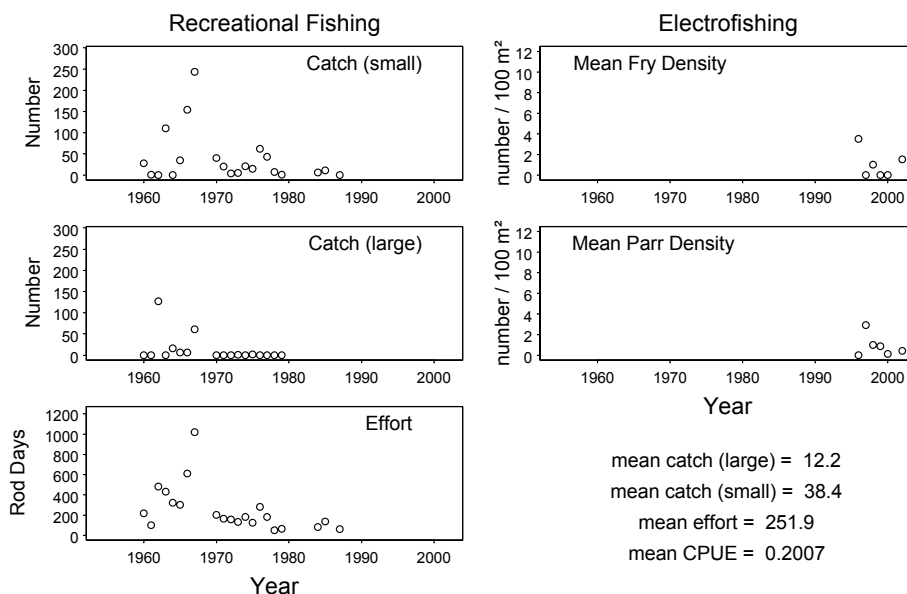 Recreational Fishing
Catch (small)
Number
300
250
200
150
100
50
0
1960 1970 1980 1990 2000
Catch (large)
Number
300
250
200
150
100
50
0
1960 1970 1980 1990 2000
Effort
Rod Days
1200
1000
800
600
400
200
0
1960 1970 1980 1990 2000
Year
Electrofishing
Mean Fry Density
number / 100 m²
12
10
8
6
4
2
0
1960 1970 1980 1990 2000
Mean Parr Density
number / 100 m²
12
10
8
6
4
2
0
1960 1970 1980 1990 2000
Year
mean catch (large) = 12.2
mean catch (small) = 38.4
mean effort = 251.9
mean CPUE = 0.2007